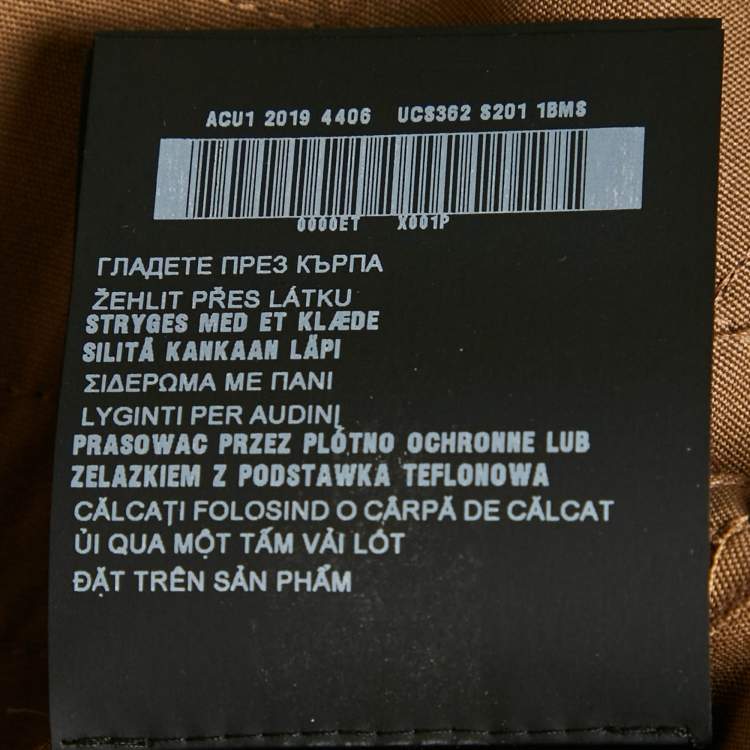 ACU1 2019 4406 UCS362 S201 1BMS
0000ET X001P
ГЛАДЕТЕ ПРЕЗ КЪРПА
ŽEHLIT PŘES LÁTKU
STRYGES MED ET KLÆDE
SILITÄ KANKAAN LÄPI
ΣΙΔΕΡΩΜΑ ΜΕ ΠΑΝΙ
LYGINTI PER AUDINĮ
PRASOWAC PRZEZ PLÓTNO OCHRONNE LUB
ZELAZKIEM Z PODSTAWKA TEFLONOWA
CĂLCAȚI FOLOSIND O CÂRPĂ DE CĂLCAT
ỦI QUA MỘT TẤM VẢI LÓT
ĐẶT TRÊN SẢN PHẨM